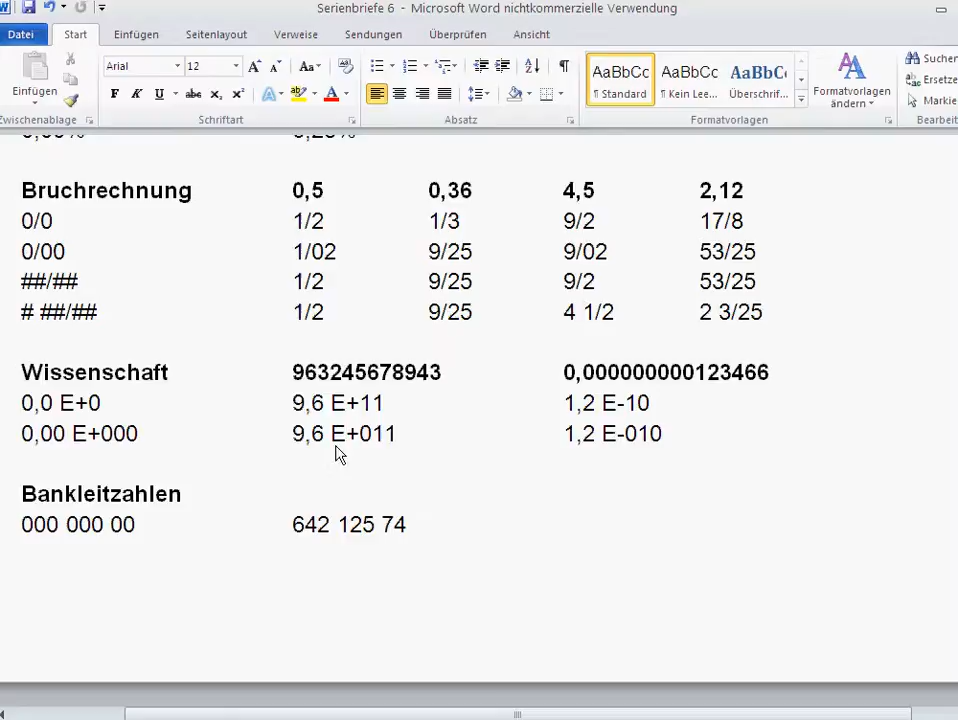 Serienbriefe 6 - Microsoft Word nichtkommerzielle Verwendung
Datei Start Einfügen Seitenlayout Verweise Sendungen Überprüfen Ansicht
Einfügen
Arial 12
Aa
F K U abc x₂ x² A A
AaBbCc AaBbCc AaBbC
Standard Kein Lee... Überschrif...
Formatvorlagen ändern
Suchen
Ersetze
Markie
Zwischenablage Schriftart Absatz Formatvorlagen Bearbeit
Bruchrechnung 0,5 0,36 4,5 2,12
0/0 1/2 1/3 9/2 17/8
0/00 1/02 9/25 9/02 53/25
##/## 1/2 9/25 9/2 53/25
# ##/## 1/2 9/25 4 1/2 2 3/25
Wissenschaft 963245678943 0,000000000123466
0,0 E+0 9,6 E+11 1,2 E-10
0,00 E+000 9,6 E+011 1,2 E-010
Bankleitzahlen
000 000 00 642 125 74